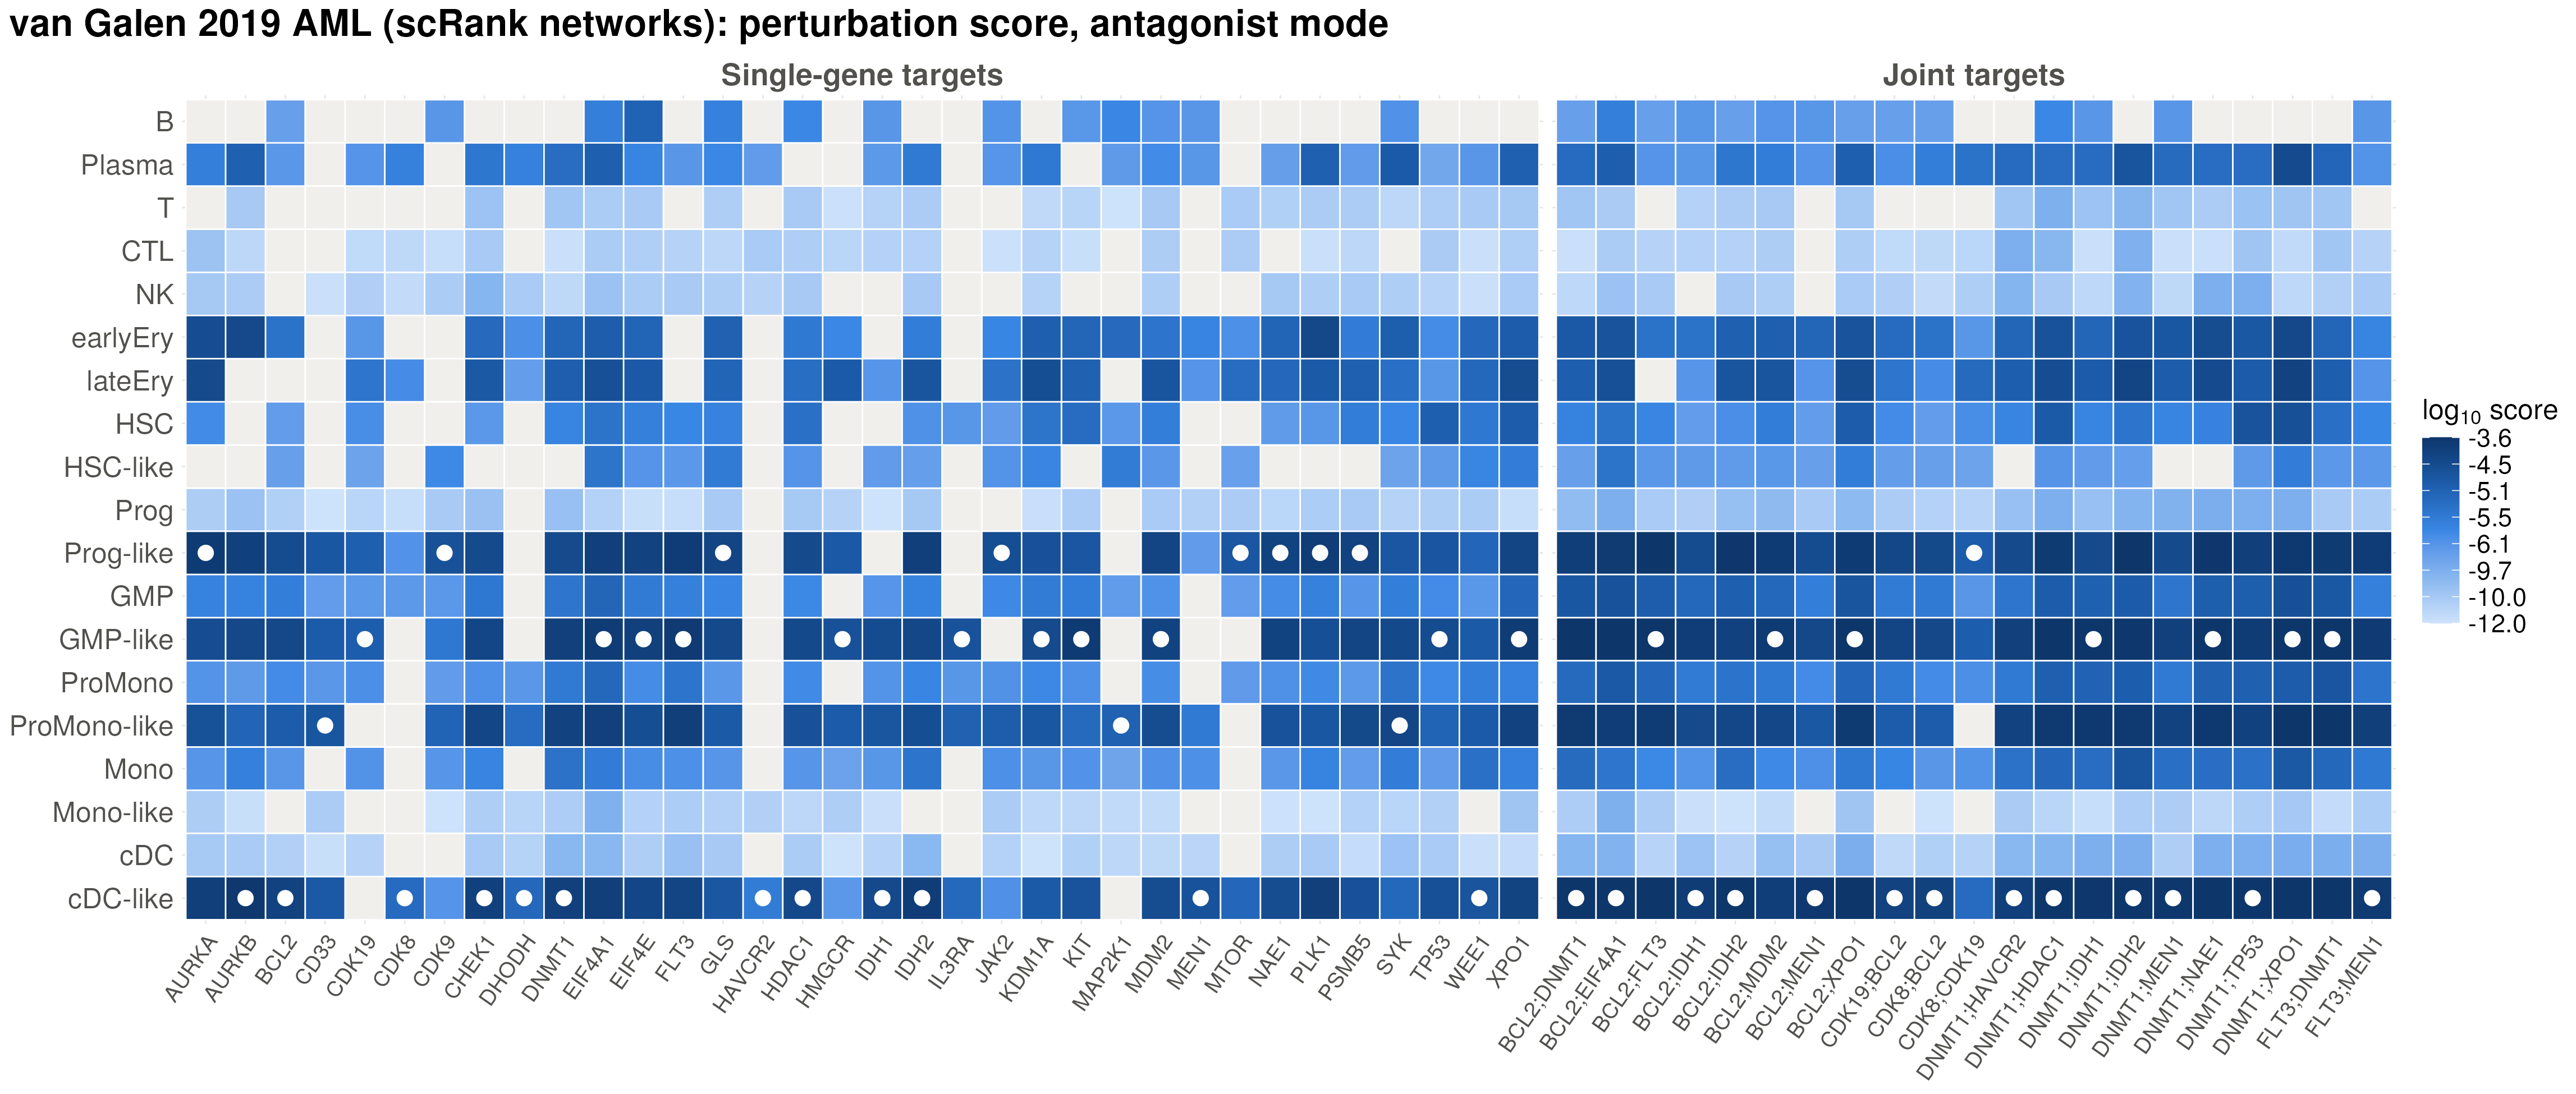 van Galen 2019 AML (scRank networks): perturbation score, antagonist mode
Single-gene targets
Joint targets
B
Plasma
T
CTL
NK
earlyEry
lateEry
HSC
HSC-like
Prog
Prog-like
GMP
GMP-like
ProMono
ProMono-like
Mono
Mono-like
cDC
cDC-like
AURKA
AURKB
BCL2
CD33
CDK19
CDK8
CDK9
CHEK1
DHODH
DNMT1
EIF4A1
EIF4E
FLT3
GLS
HAVCR2
HDAC1
HMGCR
IDH1
IDH2
IL3RA
JAK2
KDM1A
KIT
MAP2K1
MDM2
MEN1
MTOR
NAE1
PLK1
PSMB5
SYK
TP53
WEE1
XPO1
BCL2;DNMT1
BCL2;EIF4A1
BCL2;FLT3
BCL2;IDH1
BCL2;IDH2
BCL2;MDM2
BCL2;MEN1
BCL2;XPO1
CDK19;BCL2
CDK8;BCL2
CDK8;CDK19
DNMT1;HAVCR2
DNMT1;HDAC1
DNMT1;IDH1
DNMT1;IDH2
DNMT1;MEN1
DNMT1;NAE1
DNMT1;TP53
DNMT1;XPO1
FLT3;DNMT1
FLT3;MEN1
log10 score
-3.6
-4.5
-5.1
-5.5
-6.1
-9.7
-10.0
-12.0